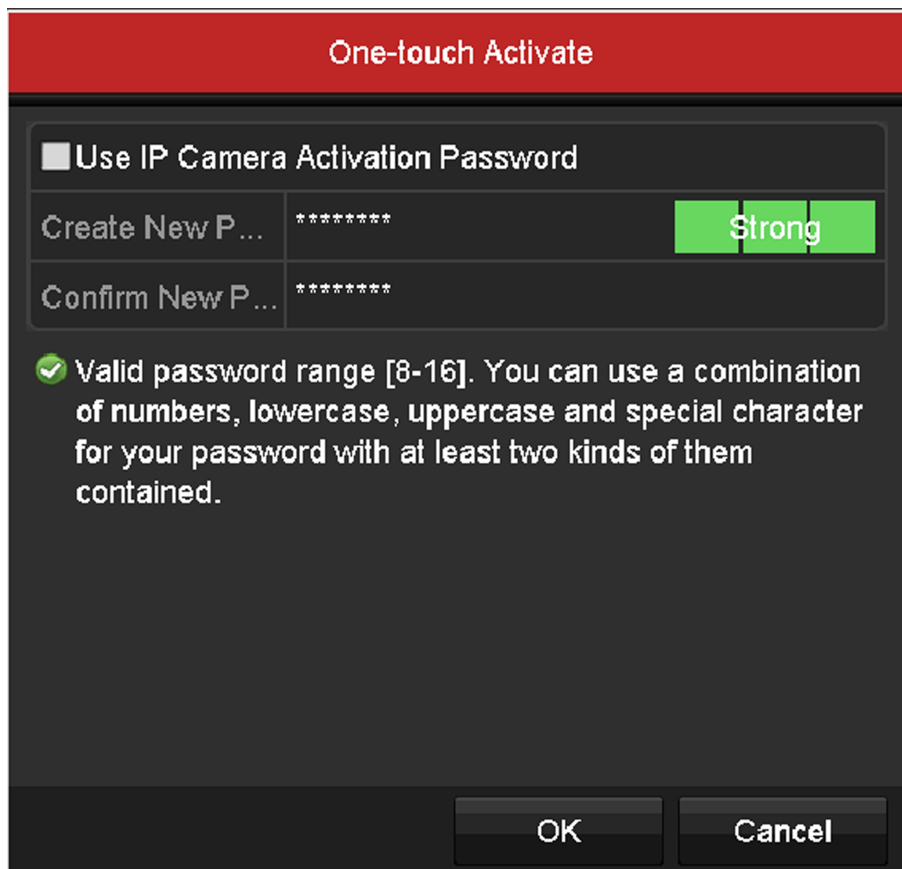 One-touch Activate
Use IP Camera Activation Password
Create New P... ******** Strong
Confirm New P... ********
Valid password range [8-16]. You can use a combination
of numbers, lowercase, uppercase and special character
for your password with at least two kinds of them
contained.
OK Cancel